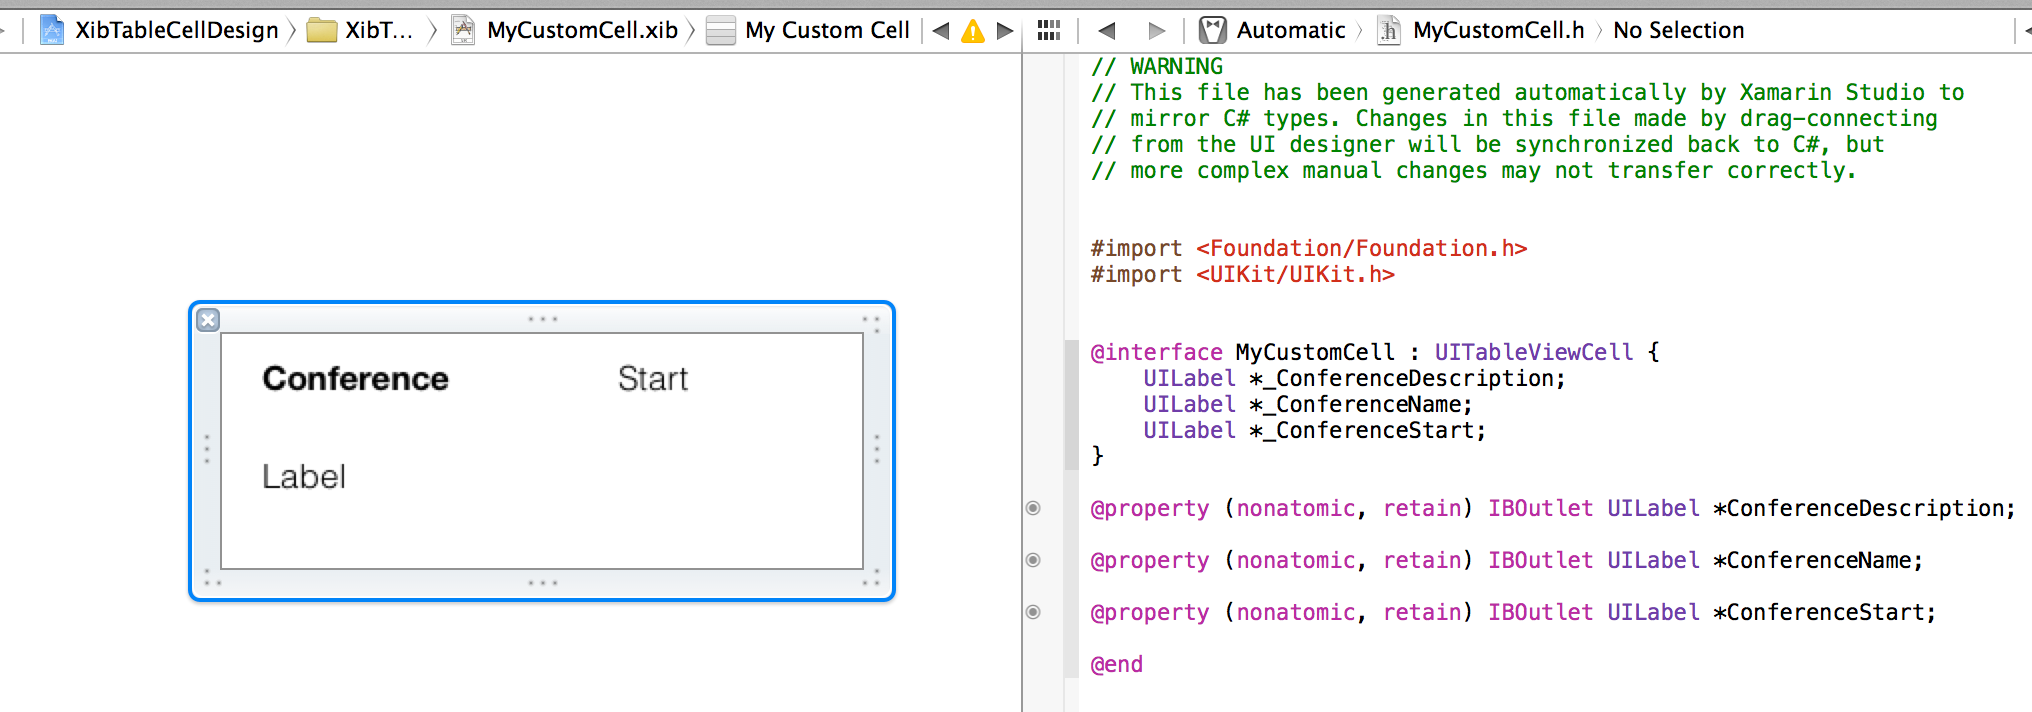 XibTableCellDesign XibT... MyCustomCell.xib My Custom Cell
Automatic MyCustomCell.h No Selection
Conference Start
Label
// WARNING
// This file has been generated automatically by Xamarin Studio to
// mirror C# types. Changes in this file made by drag-connecting
// from the UI designer will be synchronized back to C#, but
// more complex manual changes may not transfer correctly.
#import <Foundation/Foundation.h>
#import <UIKit/UIKit.h>
@interface MyCustomCell : UITableViewCell {
    UILabel *_ConferenceDescription;
    UILabel *_ConferenceName;
    UILabel *_ConferenceStart;
}
@property (nonatomic, retain) IBOutlet UILabel *ConferenceDescription;
@property (nonatomic, retain) IBOutlet UILabel *ConferenceName;
@property (nonatomic, retain) IBOutlet UILabel *ConferenceStart;
@end